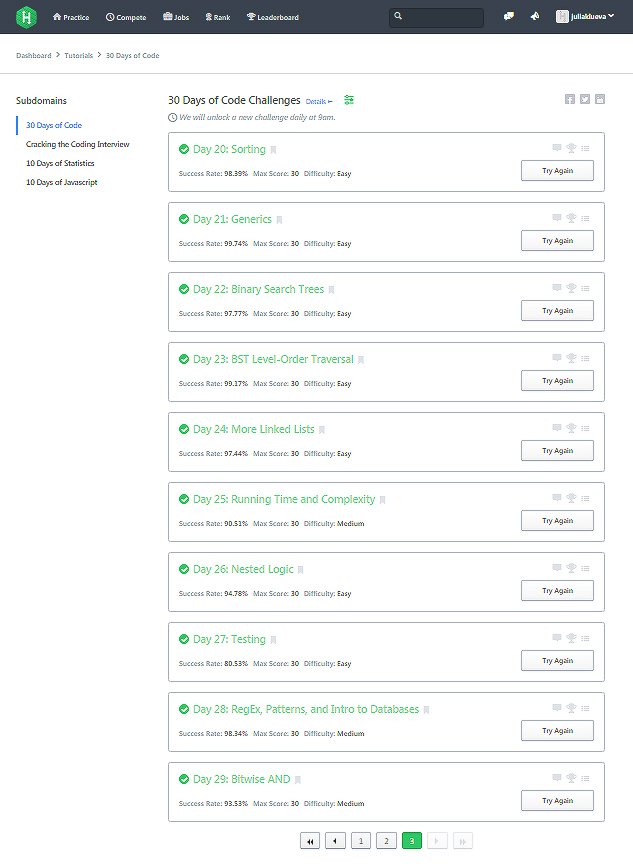 Practice Compete Jobs Rank Leaderboard juliaklueva
Dashboard > Tutorials > 30 Days of Code
Subdomains
30 Days of Code
Cracking the Coding Interview
10 Days of Statistics
10 Days of Javascript
30 Days of Code Challenges Details
We will unlock a new challenge daily at 9am.
Day 20: Sorting
Success Rate: 98.39% Max Score: 30 Difficulty: Easy
Try Again
Day 21: Generics
Success Rate: 99.74% Max Score: 30 Difficulty: Easy
Try Again
Day 22: Binary Search Trees
Success Rate: 97.77% Max Score: 30 Difficulty: Easy
Try Again
Day 23: BST Level-Order Traversal
Success Rate: 99.17% Max Score: 30 Difficulty: Easy
Try Again
Day 24: More Linked Lists
Success Rate: 97.44% Max Score: 30 Difficulty: Easy
Try Again
Day 25: Running Time and Complexity
Success Rate: 90.51% Max Score: 30 Difficulty: Medium
Try Again
Day 26: Nested Logic
Success Rate: 94.78% Max Score: 30 Difficulty: Easy
Try Again
Day 27: Testing
Success Rate: 80.53% Max Score: 30 Difficulty: Easy
Try Again
Day 28: RegEx, Patterns, and Intro to Databases
Success Rate: 98.34% Max Score: 30 Difficulty: Medium
Try Again
Day 29: Bitwise AND
Success Rate: 93.53% Max Score: 30 Difficulty: Medium
Try Again
1 2 3